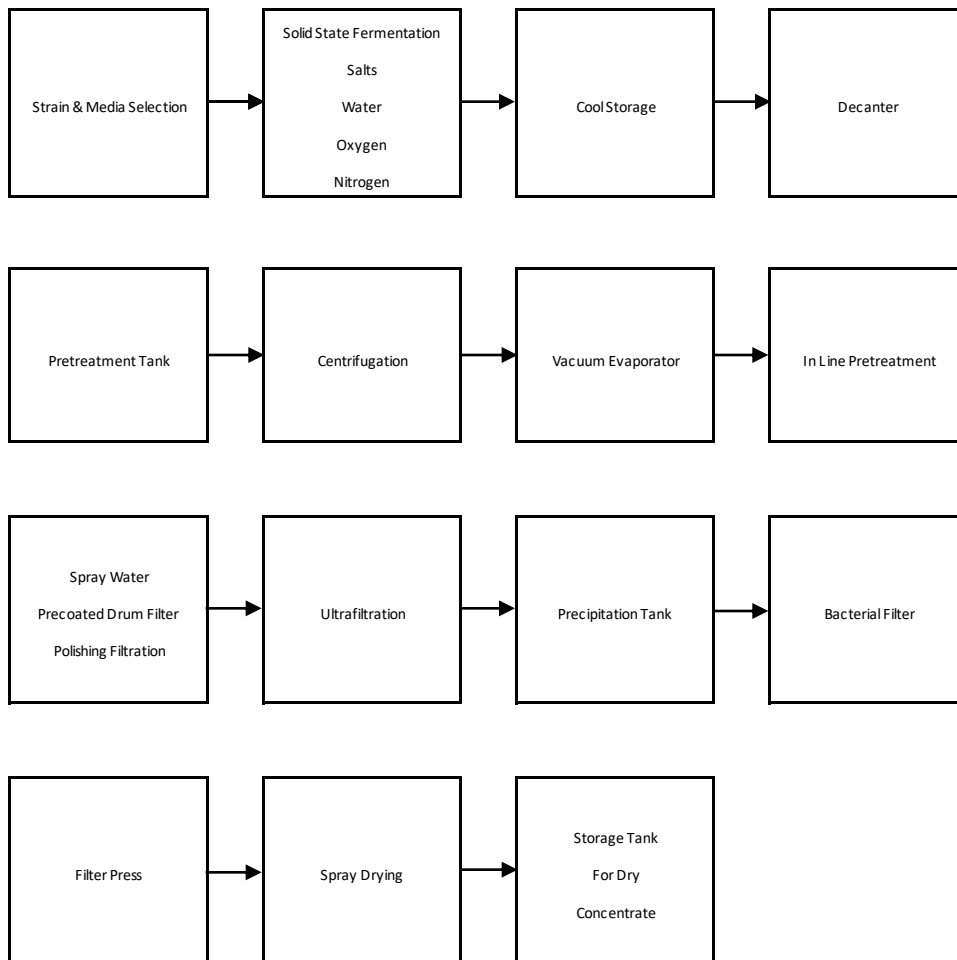 Strain & Media Selection
Solid State Fermentation
Salts
Water
Oxygen
Nitrogen
Cool Storage
Decanter
Pretreatment Tank
Centrifugation
Vacuum Evaporator
In Line Pretreatment
Spray Water
Precoated Drum Filter
Polishing Filtration
Ultrafiltration
Precipitation Tank
Bacterial Filter
Filter Press
Spray Drying
Storage Tank
For Dry
Concentrate